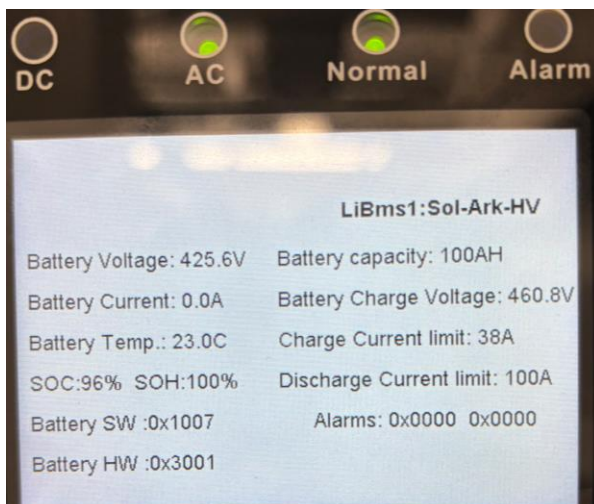 DC AC Normal Alarm
LiBms1:Sol-Ark-HV
Battery Voltage: 425.6V Battery capacity: 100AH
Battery Current: 0.0A Battery Charge Voltage: 460.8V
Battery Temp.: 23.0C Charge Current limit: 38A
SOC:96% SOH:100% Discharge Current limit: 100A
Battery SW :0x1007 Alarms: 0x0000 0x0000
Battery HW :0x3001